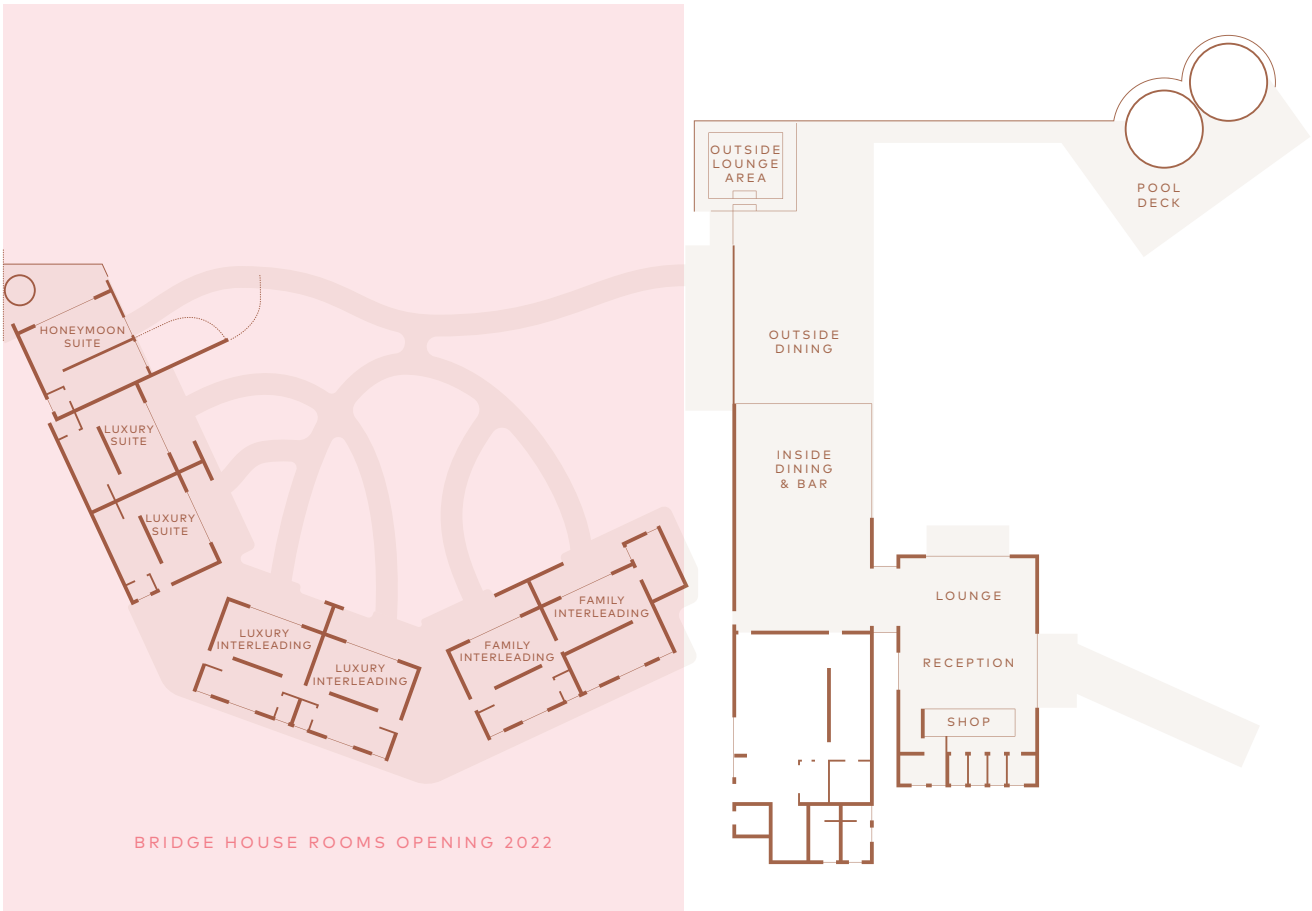 OUTSIDE
LOUNGE
AREA
POOL
DECK
HONEYMOON
SUITE
OUTSIDE
DINING
LUXURY
SUITE
INSIDE
DINING
& BAR
LUXURY
SUITE
LOUNGE
FAMILY
INTERLEADING
LUXURY
INTERLEADING
FAMILY
INTERLEADING
LUXURY
INTERLEADING
RECEPTION
SHOP
BRIDGE HOUSE ROOMS OPENING 2022